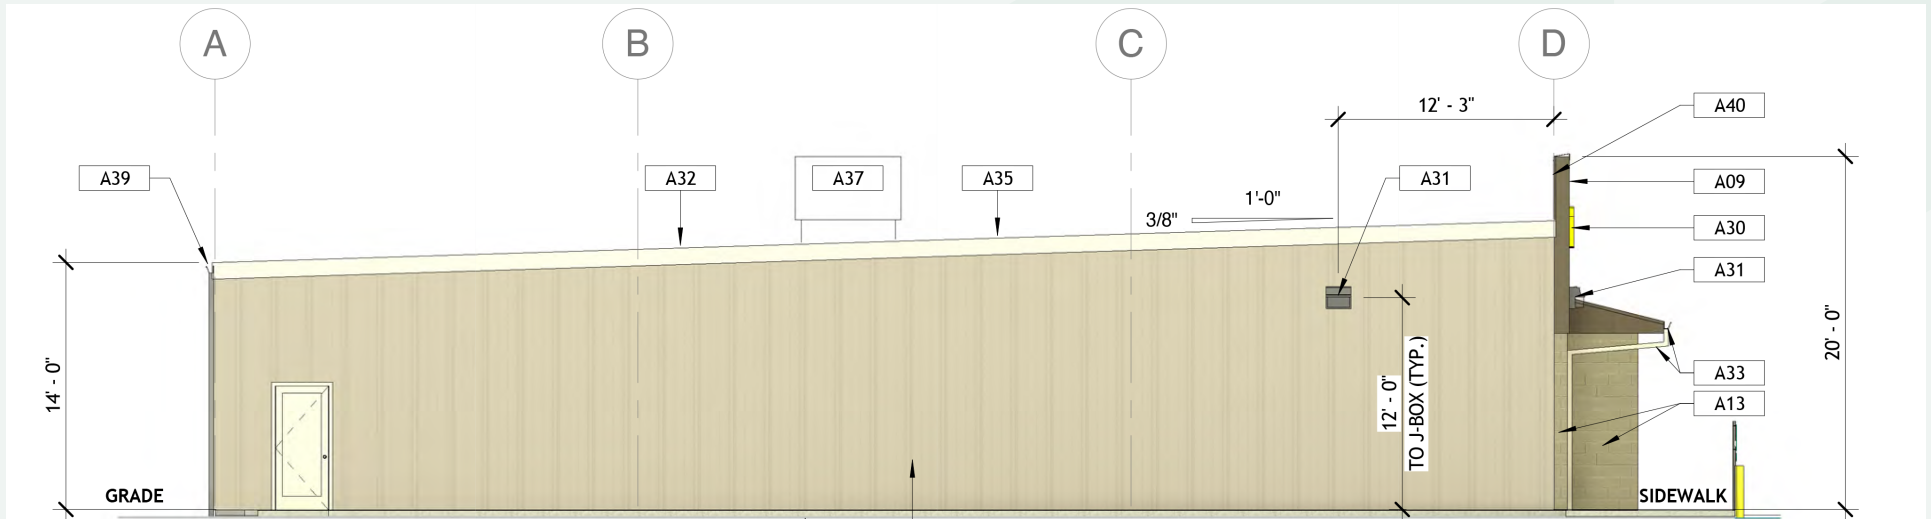 A
B
C
D
12' - 3"
A40
A39
A32
A37
A35
A31
A09
1'-0"
3/8"
A30
A31
14' - 0"
20' - 0"
12' - 0"
TO J-BOX (TYP.)
A33
A13
GRADE
SIDEWALK